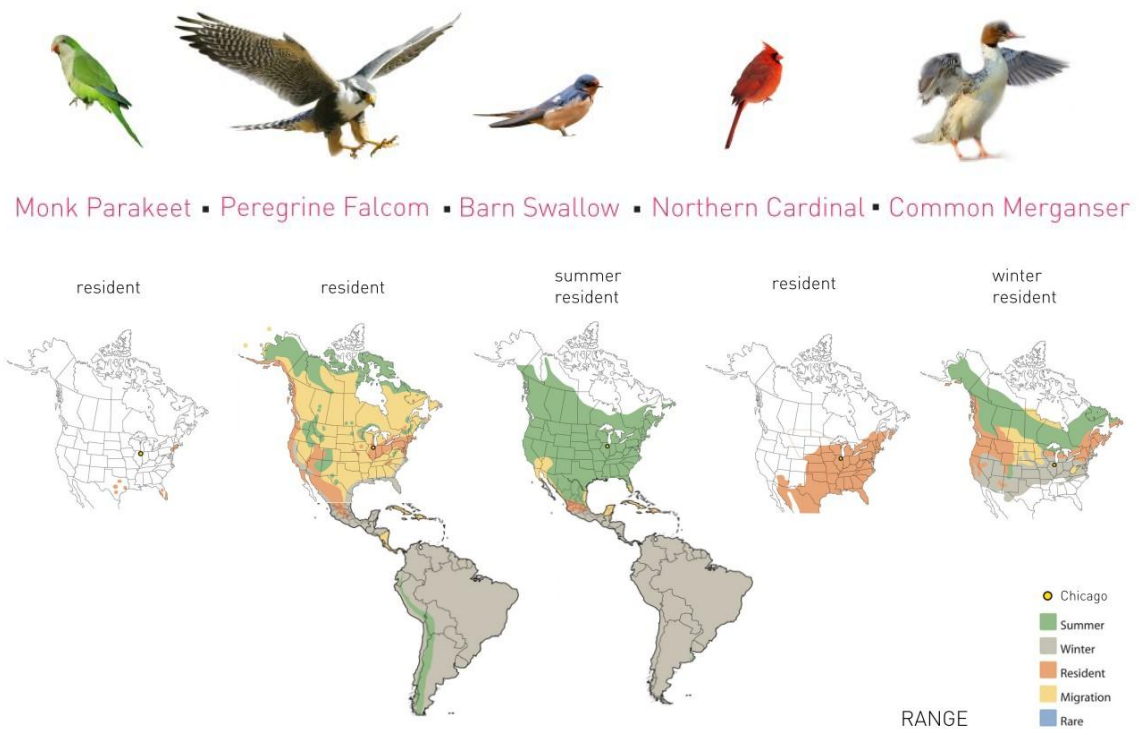 Monk Parakeet ▪ Peregrine Falcom ▪ Barn Swallow ▪ Northern Cardinal ▪ Common Merganser
resident
resident
summer
resident
resident
winter
resident
Chicago
Summer
Winter
Resident
Migration
Rare
RANGE